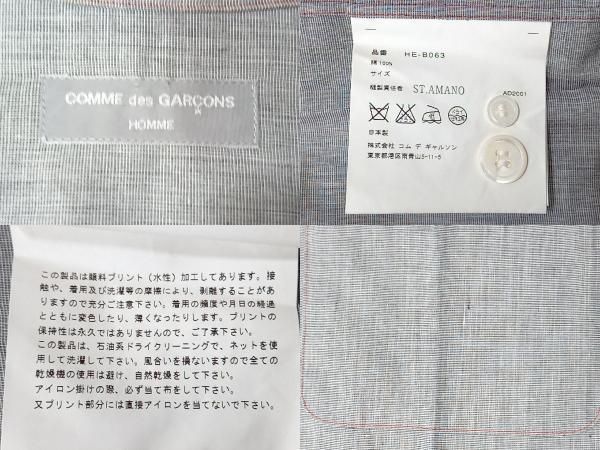 COMME des GARÇONS
HOMME
品番 HE-B063
綿100%
サイズ
縫製責任者 ST.AMANO
AD2001
日本製
株式会社 コム デ ギャルソン
東京都港区南青山5-11-5
この製品は顔料プリント（水性）加工してあります。接
触や、着用及び洗濯等の摩擦により、剥離することがあ
りますので充分ご注意下さい。着用の頻度や月日の経過
とともに変色したり、薄くなったりします。プリントの
保持性は永久ではありませんので、ご了承下さい。
この製品は、石油系ドライクリーニングで、ネットを使
用して洗濯して下さい。風合いを損ないますので全ての
乾燥機の使用は避け、自然乾燥をして下さい。
アイロン掛けの際、必ず当て布をして下さい。
又プリント部分には直接アイロンを当てないで下さい。